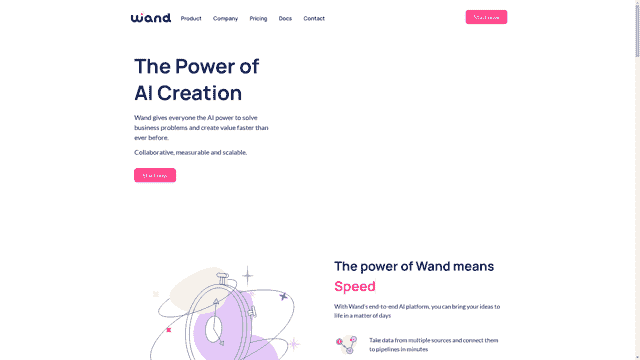 Wand
Product Company Pricing Docs Contact
The Power of
AI Creation
Wand gives everyone the AI power to solve
business problems and create value faster than
ever before.
Collaborative, measurable and scalable.
The power of Wand means
Speed
With Wand's end-to-end AI platform, you can bring your ideas to
life in a matter of days
Take data from multiple sources and connect them
to pipelines in minutes